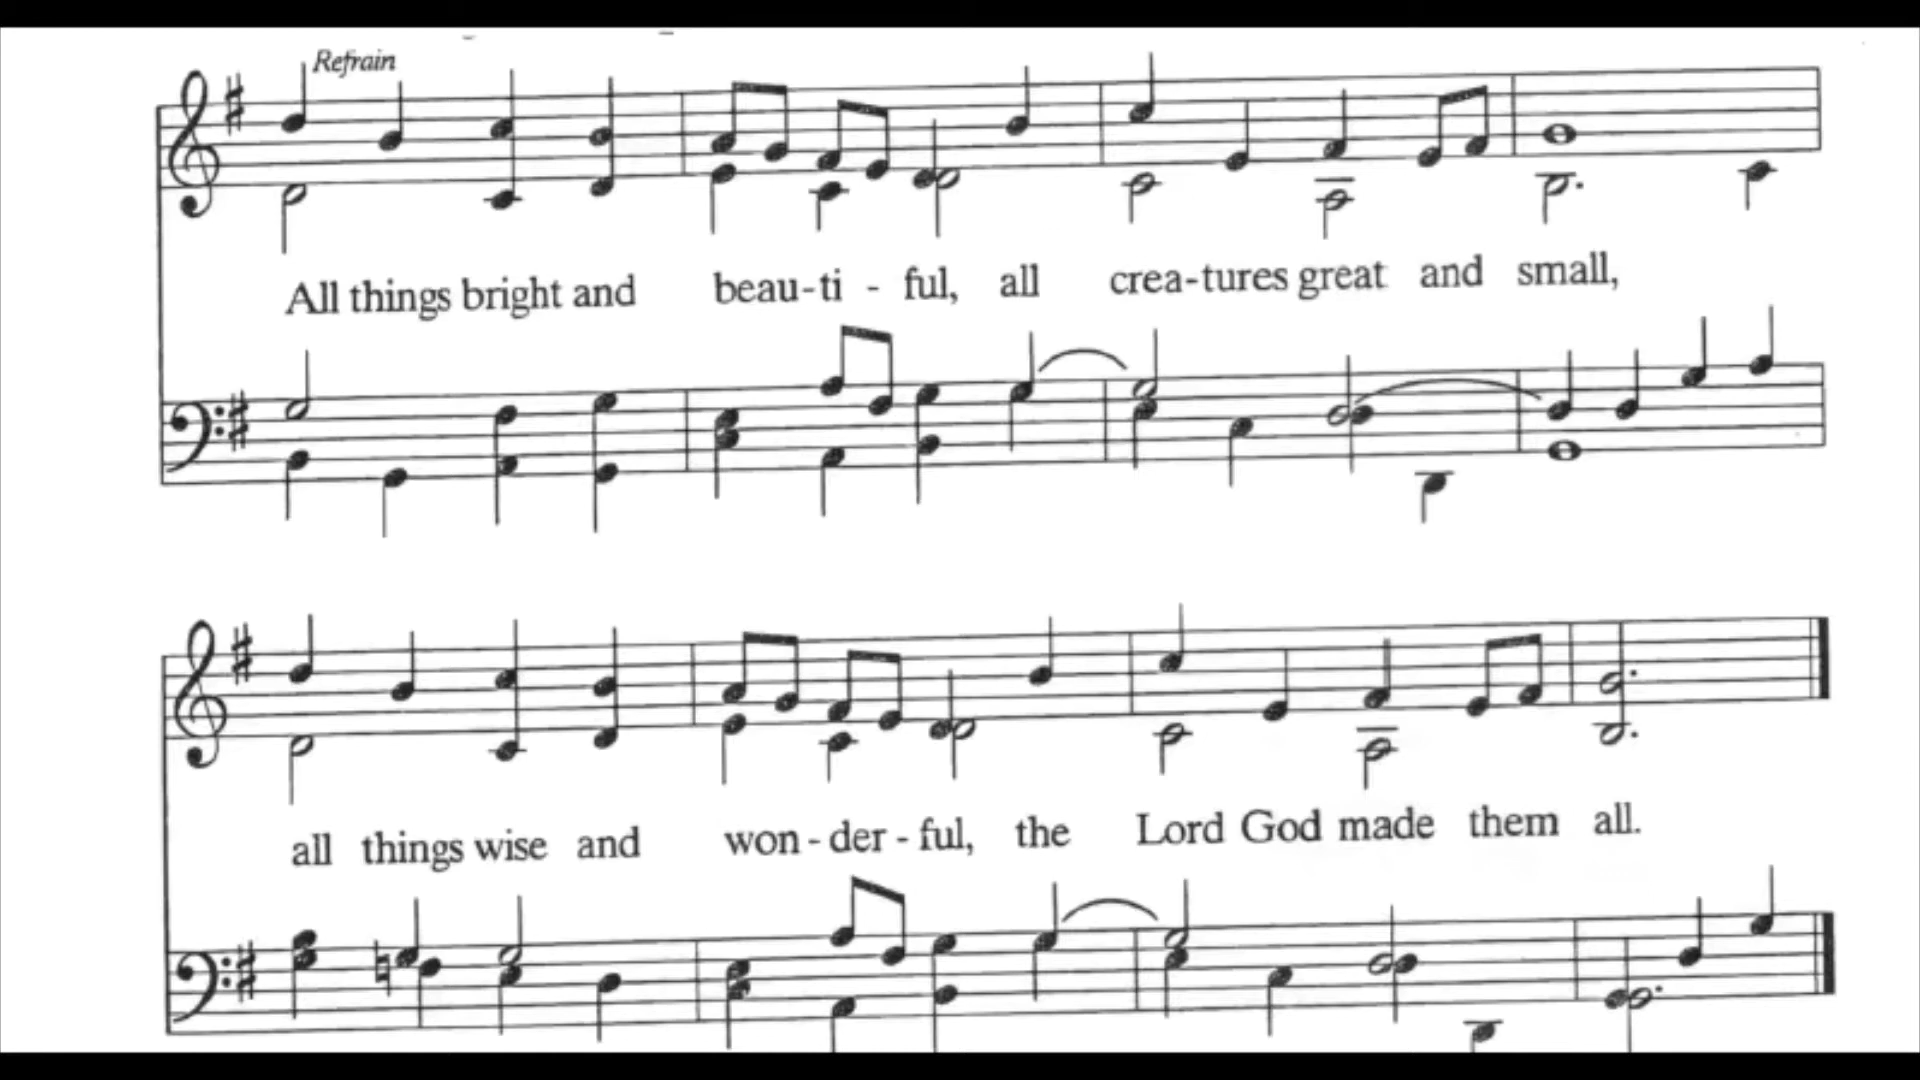 Refrain
All things bright and beau-ti - ful, all crea-tures great and small,
all things wise and won - der - ful, the Lord God made them all.